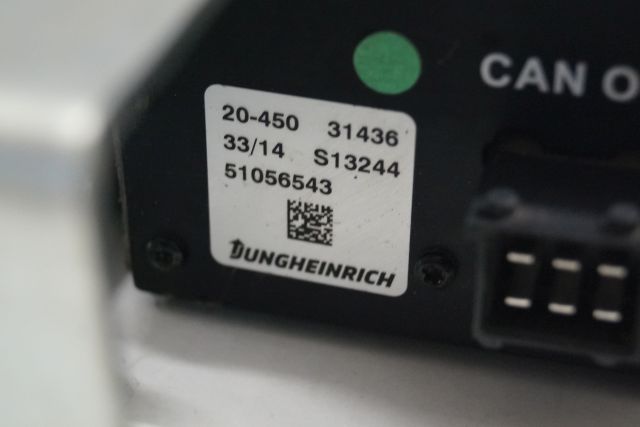 CAN O
20-450 31436
33/14 S13244
51056543
JUNGHEINRICH